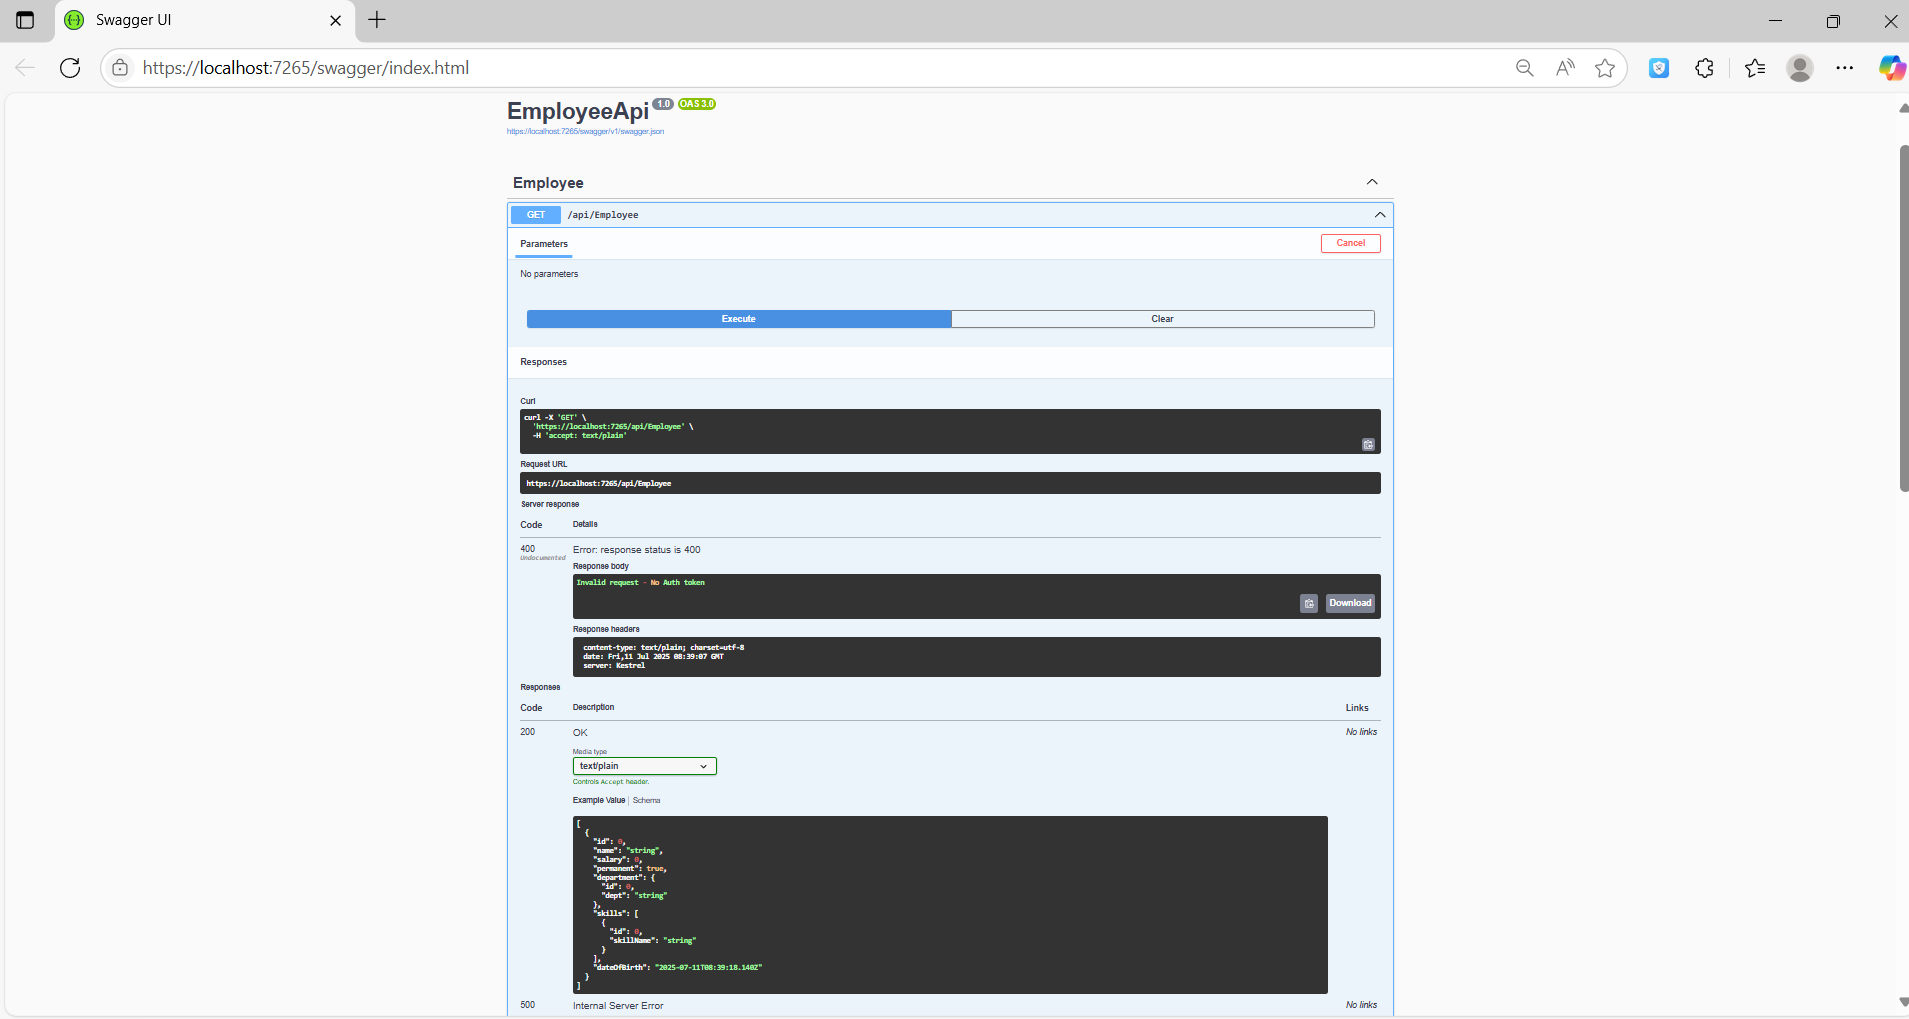 Swagger UI
https://localhost:7265/swagger/index.html
EmployeeApi 1.0 OAS 3.0
https://localhost:7265/swagger/v1/swagger.json
Employee
GET /api/Employee
Parameters Cancel
No parameters
Execute Clear
Responses
Curl
curl -X 'GET' \
'https://localhost:7265/api/Employee' \
-H 'accept: text/plain'
Request URL
https://localhost:7265/api/Employee
Server response
Code Details
400 Error: response status is 400
Undocumented
Response body
Invalid request - No Auth token
Download
Response headers
content-type: text/plain; charset=utf-8
date: Fri,11 Jul 2025 08:39:07 GMT
server: Kestrel
Responses
Code Description Links
200 OK No links
Media type
text/plain
Controls Accept header.
Example Value | Schema
[
{
"id": 0,
"name": "string",
"salary": 0,
"permanent": true,
"department": {
"id": 0,
"dept": "string"
},
"skills": [
{
"id": 0,
"skillName": "string"
}
],
"dateOfBirth": "2025-07-11T08:39:18.140Z"
}
]
500 Internal Server Error No links